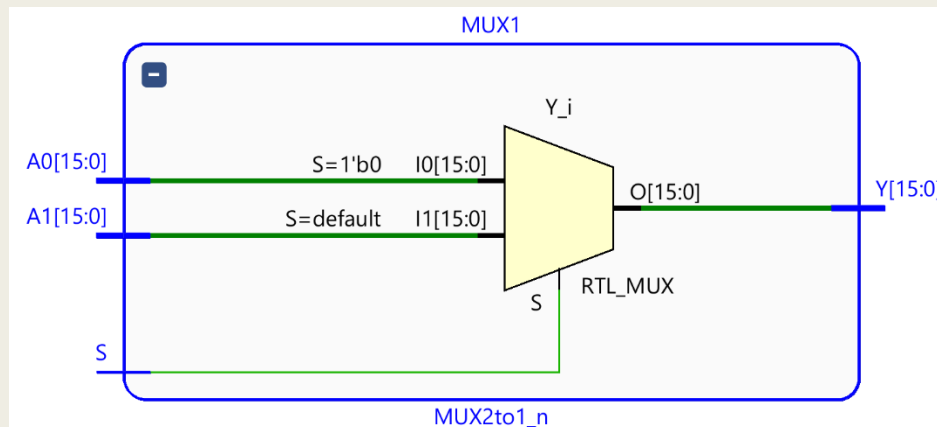 MUX1
Y_i
A0[15:0]
S=1'b0
I0[15:0]
O[15:0]
Y[15:0]
A1[15:0]
S=default
I1[15:0]
S
RTL_MUX
S
MUX2to1_n